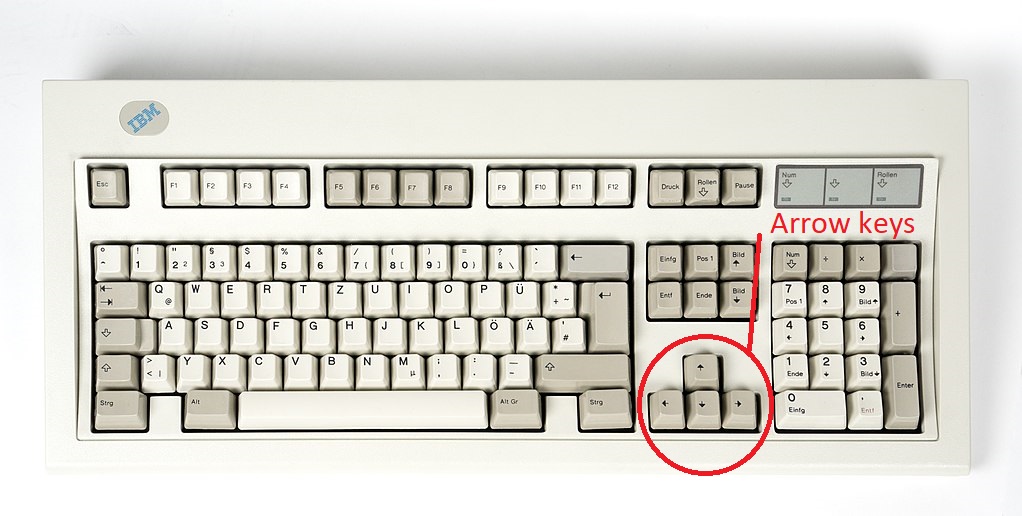 IBM
Esc F1 F2 F3 F4 F5 F6 F7 F8 F9 F10 F11 F12 Druck Rollen Pause Num Rollen
Arrow keys
° ^ ! 1 " 2 ² § 3 ³ $ 4 % 5 & 6 / 7 { ( 8 [ ) 9 ] = 0 } ? ß \ ` ´ ← Einfg Pos 1 Bild ↑ Num ÷ ×
Q @ W E R T Z U I O P Ü * + ~ ↵ Entf Ende Bild ↓ 7 Pos 1 8 ↑ 9 Bild ↑ +
A S D F G H J K L Ö Ä ' # 4 ← 5 6 →
> < | Y X C V B N M µ ; , : . — – ↑ 1 Ende 2 ↓ 3 Bild ↓ Enter
Strg Alt Alt Gr Strg ← ↓ → 0 Einfg , Entf